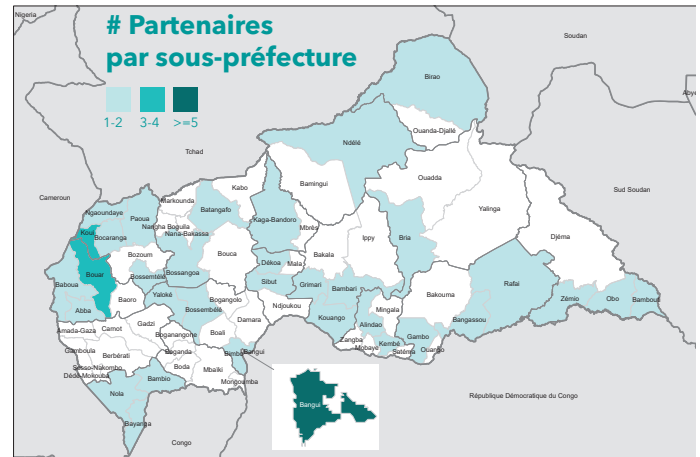 Nigeria
# Partenaires
par sous-préfecture
1-2
3-4
>=5
Soudan
Abye
Tchad
Cameroun
Sud Soudan
République Démocratique du Congo
Congo
Birao
Ouanda-Djallé
Ndélé
Bamingui
Ouadda
Yalinga
Djéma
Kabo
Markounda
Batangafo
Kaga-Bandoro
Ngaoundaye
Paoua
Nangha Boguila
Nana-Bakassa
Mbrés
Koui
Bocaranga
Bouca
Bakala
Ippy
Bria
Bozoum
Bossemtélé
Bossangoa
Dékoa
Mala
Bouar
Baboua
Sibut
Grimari
Bambari
Bakouma
Rafai
Zémio
Obo
Bambouti
Abba
Baoro
Yaloké
Bossembélé
Bogangolo
Ndjoukou
Kouango
Alindao
Mingala
Bangassou
Damara
Gadzi
Boali
Zangba
Mobaye
Kembé
Satéma
Gambo
Ouango
Amada-Gaza
Carnot
Boganangone
Bimbo
Bangui
Gamboula
Berbérati
Boganda
Boda
Mbaïki
Mongoumba
Sosso-Nakombo
Dédé-Mokouba
Nola
Bambio
Bayanga
Bangui